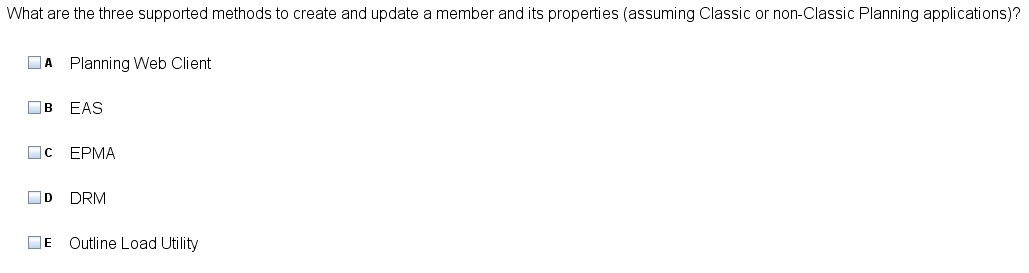 What are the three supported methods to create and update a member and its properties (assuming Classic or non-Classic Planning applications)?
A Planning Web Client
B EAS
C EPMA
D DRM
E Outline Load Utility